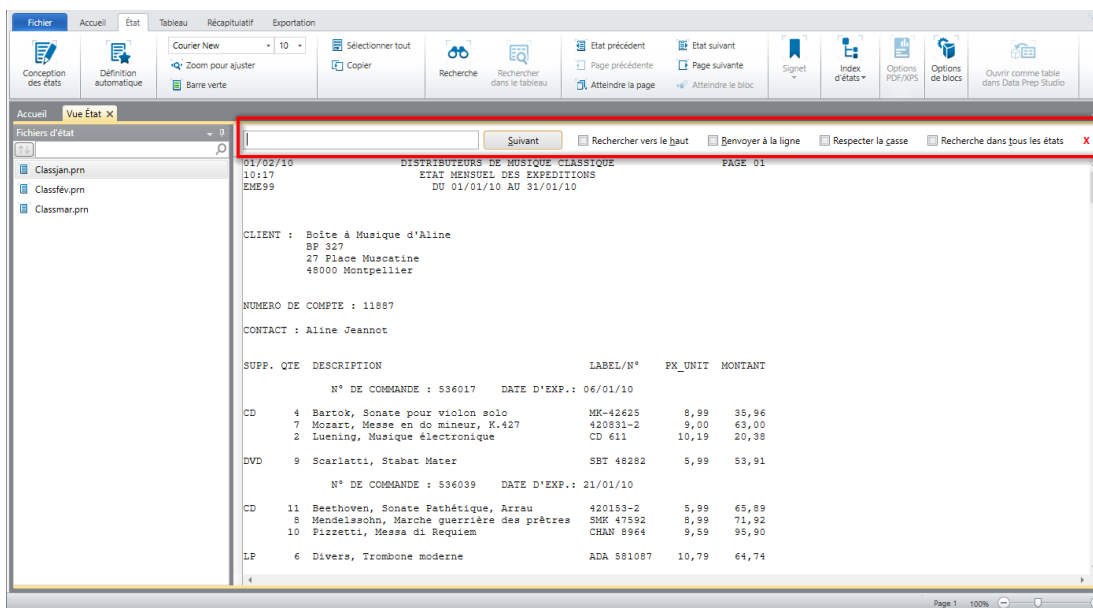 Fichier Accueil État Tableau Récapitulatif Exportation
Conception des états
Définition automatique
Courier New 10
Zoom pour ajuster
Barre verte
Sélectionner tout
Copier
Recherche
Rechercher dans le tableau
Etat précédent
Page précédente
Atteindre la page
Etat suivant
Page suivante
Atteindre le bloc
Signet
Index d'états
Options PDF/XPS
Options de blocs
Ouvrir comme table dans Data Prep Studio
Accueil Vue État X
Fichiers d'état
Classjan.prn
Classfév.prn
Classmar.prn
Suivant Rechercher vers le haut Renvoyer à la ligne Respecter la casse Recherche dans tous les états X
01/02/10 DISTRIBUTEURS DE MUSIQUE CLASSIQUE PAGE 01
10:17 ETAT MENSUEL DES EXPEDITIONS
EME99 DU 01/01/10 AU 31/01/10
CLIENT : Boîte à Musique d'Aline
BP 327
27 Place Muscatine
48000 Montpellier
NUMERO DE COMPTE : 11887
CONTACT : Aline Jeannot
SUPP. QTE DESCRIPTION LABEL/N° PX_UNIT MONTANT
N° DE COMMANDE : 536017 DATE D'EXP.: 06/01/10
CD 4 Bartok, Sonate pour violon solo MK-42625 8,99 35,96
7 Mozart, Messe en do mineur, K.427 420831-2 9,00 63,00
2 Luening, Musique électronique CD 611 10,19 20,38
DVD 9 Scarlatti, Stabat Mater SBT 48282 5,99 53,91
N° DE COMMANDE : 536039 DATE D'EXP.: 21/01/10
CD 11 Beethoven, Sonate Pathétique, Arrau 420153-2 5,99 65,89
8 Mendelssohn, Marche guerrière des prêtres SMK 47592 8,99 71,92
10 Pizzetti, Messa di Requiem CHAN 8964 9,59 95,90
LP 6 Divers, Trombone moderne ADA 581087 10,79 64,74
Page 1 100%